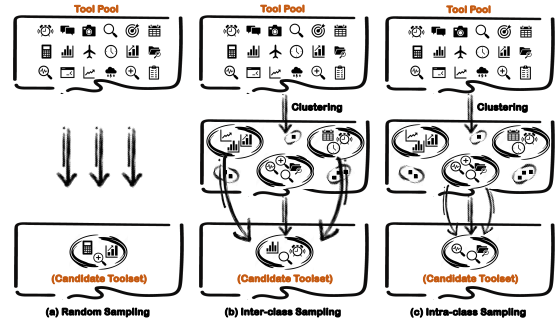 Tool Pool
Tool Pool
Tool Pool
Clustering
Clustering
(Candidate Toolset)
(Candidate Toolset)
(Candidate Toolset)
(a) Random Sampling
(b) Inter-class Sampling
(c) Intra-class Sampling